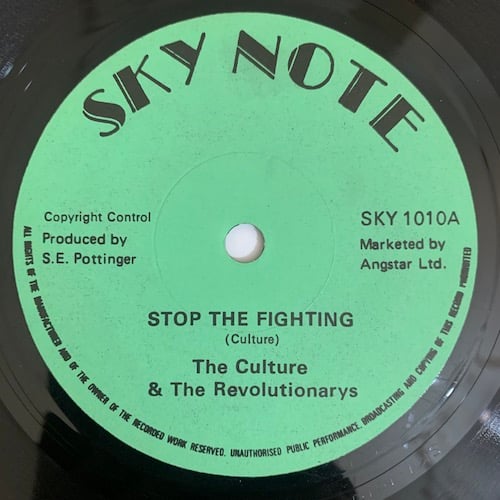 SKY NOTE
Copyright Control
Produced by
S.E. Pottinger
SKY 1010A
Marketed by
Angstar Ltd.
STOP THE FIGHTING
(Culture)
The Culture
& The Revolutionarys
ALL RIGHTS OF THE MANUFACTURER AND OF THE OWNER OF THE RECORDED WORK RESERVED. UNAUTHORISED PUBLIC PERFORMANCE, BROADCASTING AND COPYING OF THIS RECORD PROHIBITED